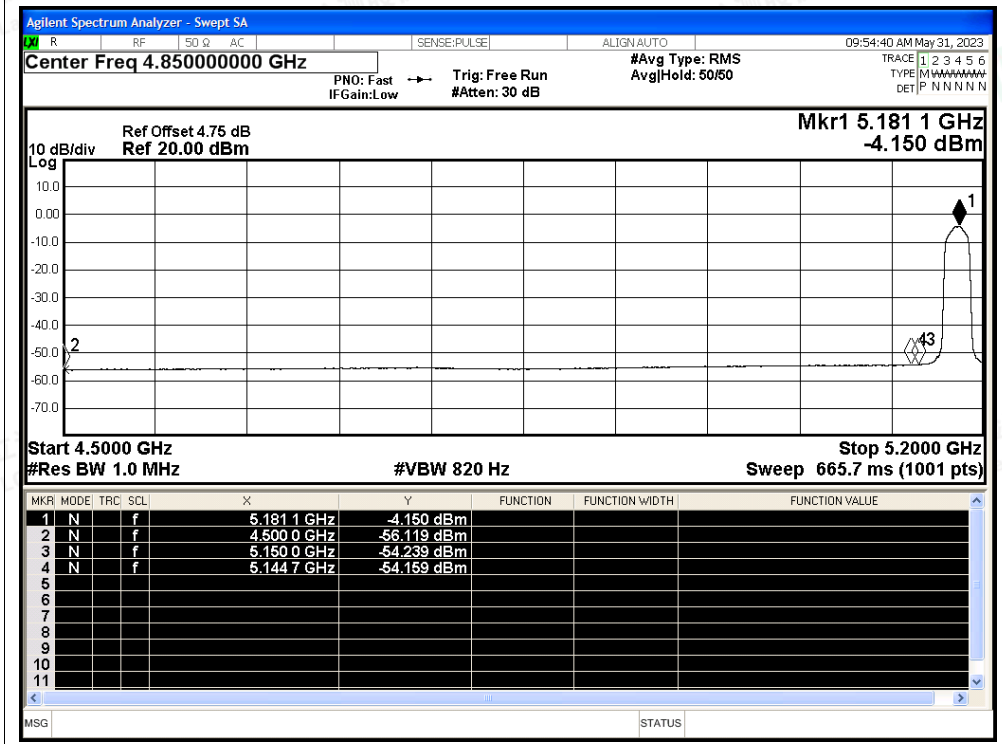 Agilent Spectrum Analyzer - Swept SA
LXI R RF 50 Ω AC SENSE:PULSE ALIGN AUTO 09:54:40 AM May 31, 2023
Center Freq 4.850000000 GHz #Avg Type: RMS TRACE 1 2 3 4 5 6
PNO: Fast Trig: Free Run Avg|Hold: 50/50 TYPE M WWWWW
IFGain:Low #Atten: 30 dB DET P N N N N N
Mkr1 5.181 1 GHz
Ref Offset 4.75 dB
10 dB/div Ref 20.00 dBm -4.150 dBm
Log
10.0
0.00
1
-10.0
-20.0
-30.0
-40.0
2 4 3
-50.0
-60.0
-70.0
Start 4.5000 GHz Stop 5.2000 GHz
#Res BW 1.0 MHz #VBW 820 Hz Sweep 665.7 ms (1001 pts)
MKR MODE TRC SCL X Y FUNCTION FUNCTION WIDTH FUNCTION VALUE
1 N f 5.181 1 GHz -4.150 dBm
2 N f 4.500 0 GHz -56.119 dBm
3 N f 5.150 0 GHz -54.239 dBm
4 N f 5.144 7 GHz -54.159 dBm
5
6
7
8
9
10
11
MSG STATUS